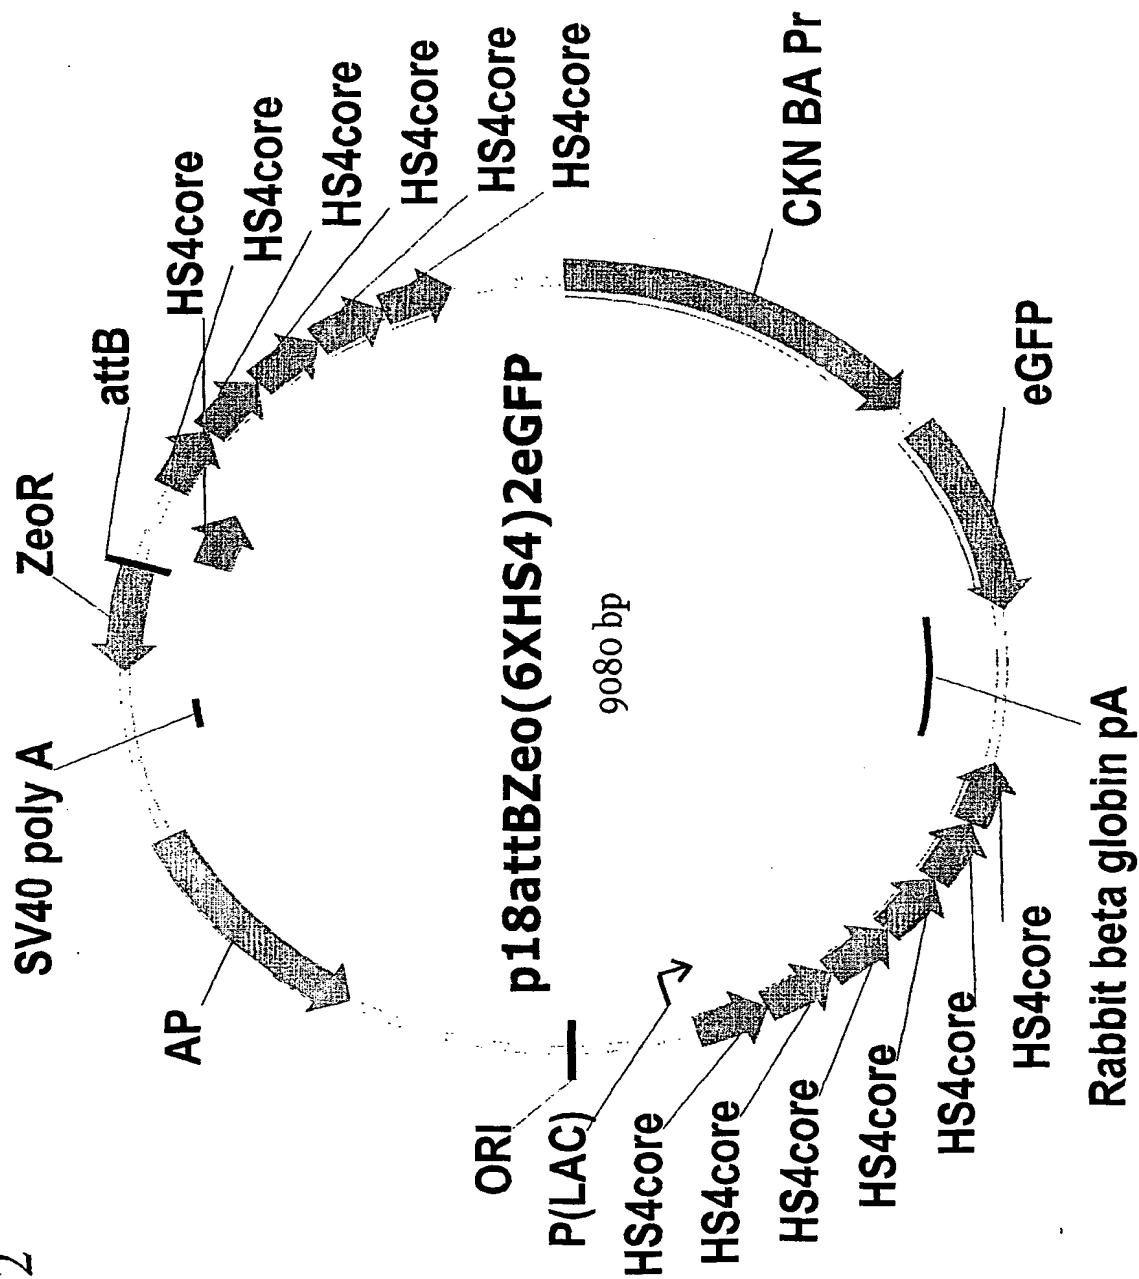 2
SV40 poly A
ZeoR
attB
HS4core
HS4core
HS4core
HS4core
HS4core
HS4core
AP
p18attBZeo(6XHS4)2eGFP
9080 bp
CKN BA Pr
ORI
P(LAC)
HS4core
HS4core
HS4core
HS4core
HS4core
HS4core
eGFP
Rabbit beta globin pA